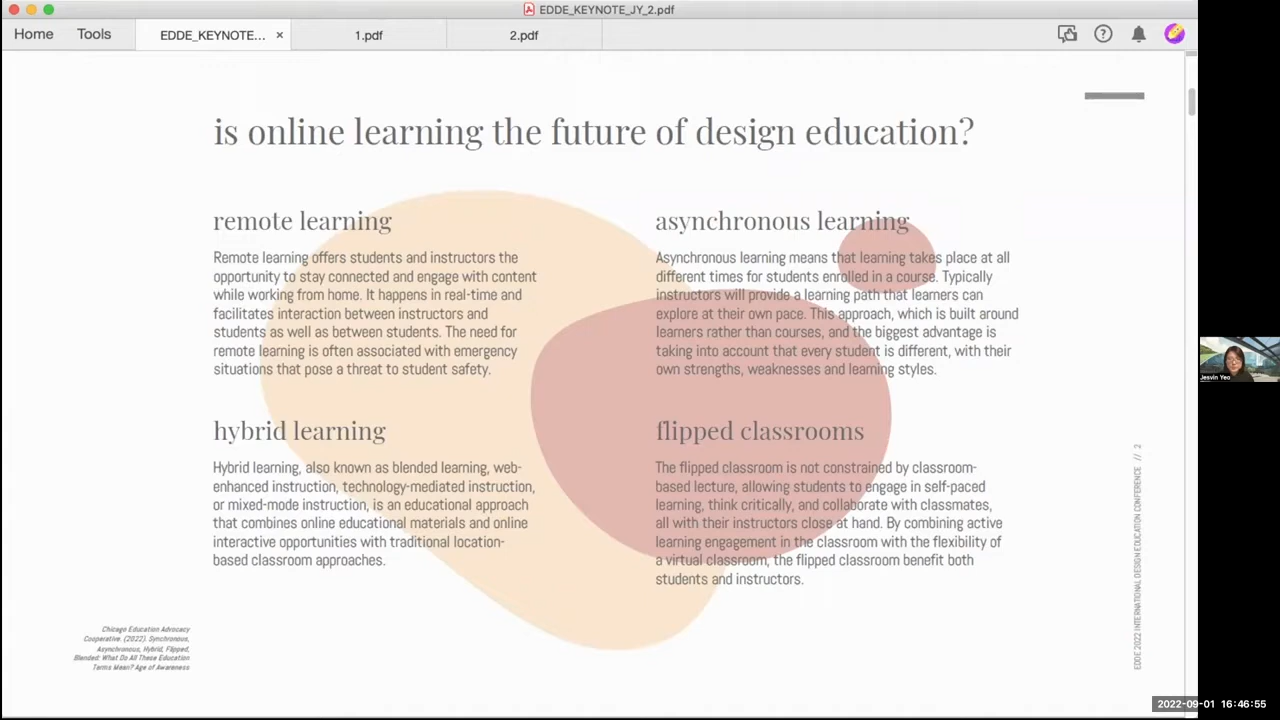 EDDE_KEYNOTE_JY_2.pdf
Home Tools EDDE_KEYNOTE... × 1.pdf 2.pdf
is online learning the future of design education?
remote learning
Remote learning offers students and instructors the
opportunity to stay connected and engage with content
while working from home. It happens in real-time and
facilitates interaction between instructors and
students as well as between students. The need for
remote learning is often associated with emergency
situations that pose a threat to student safety.
asynchronous learning
Asynchronous learning means that learning takes place at all
different times for students enrolled in a course. Typically
instructors will provide a learning path that learners can
explore at their own pace. This approach, which is built around
learners rather than courses, and the biggest advantage is
taking into account that every student is different, with their
own strengths, weaknesses and learning styles.
hybrid learning
Hybrid learning, also known as blended learning, web-
enhanced instruction, technology-mediated instruction,
or mixed-mode instruction, is an educational approach
that combines online educational materials and online
interactive opportunities with traditional location-
based classroom approaches.
flipped classrooms
The flipped classroom is not constrained by classroom-
based lecture, allowing students to engage in self-paced
learning, think critically, and collaborate with classmates,
all with their instructors close at hand. By combining active
learning engagement in the classroom with the flexibility of
a virtual classroom, the flipped classroom benefit both
students and instructors.
Chicago Education Advocacy
Cooperative. (2022). Synchronous,
Asynchronous, Hybrid, Flipped,
Blended: What Do All These Education
Terms Mean? Age of Awareness
EDDE 2022 INTERNATIONAL DESIGN EDUCATION CONFERENCE // 2
Jesvin Yeo
2022-09-01 16:46:55